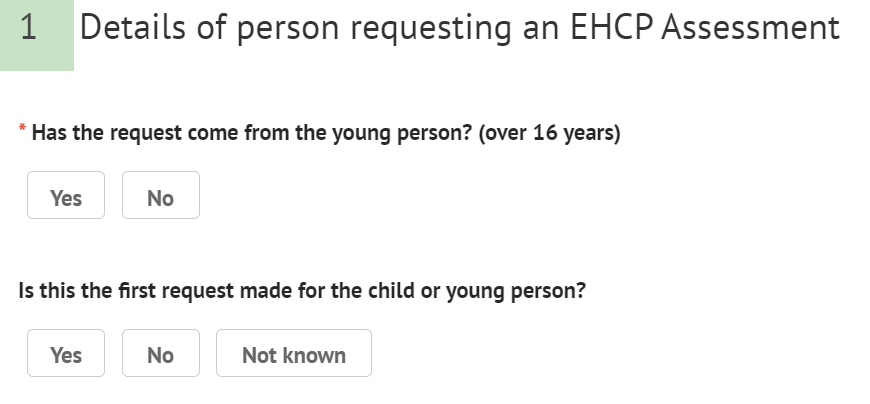 1 Details of person requesting an EHCP Assessment
* Has the request come from the young person? (over 16 years)
Yes No
Is this the first request made for the child or young person?
Yes No Not known